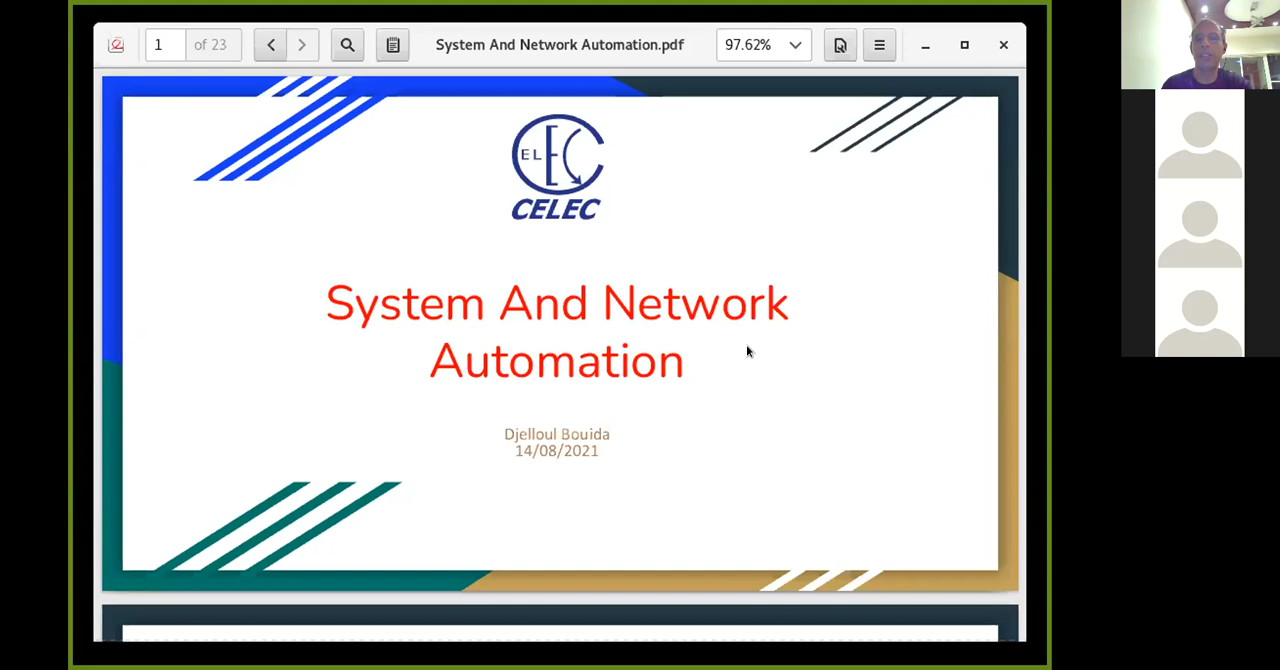 1 of 23 System And Network Automation.pdf 97.62%
EL EC
CELEC
System And Network
Automation
Djelloul Bouida
14/08/2021